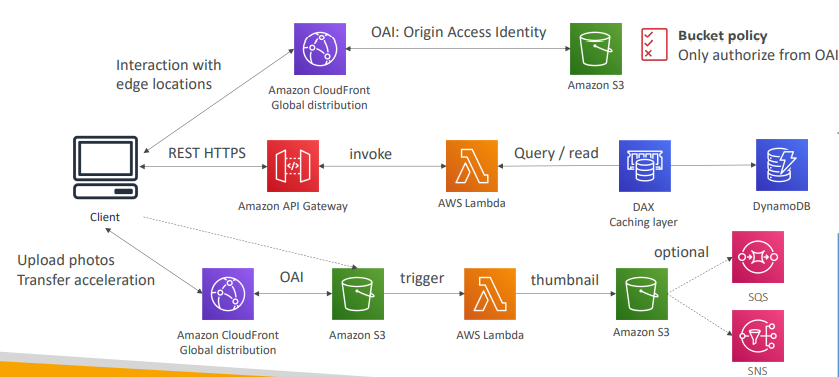 OAI: Origin Access Identity
Bucket policy
Only authorize from OAI
Interaction with
edge locations
Amazon CloudFront
Global distribution
Amazon S3
REST HTTPS
invoke
Query / read
Client
Amazon API Gateway
AWS Lambda
DAX
Caching layer
DynamoDB
Upload photos
Transfer acceleration
OAI
trigger
thumbnail
optional
SQS
Amazon CloudFront
Global distribution
Amazon S3
AWS Lambda
Amazon S3
SNS